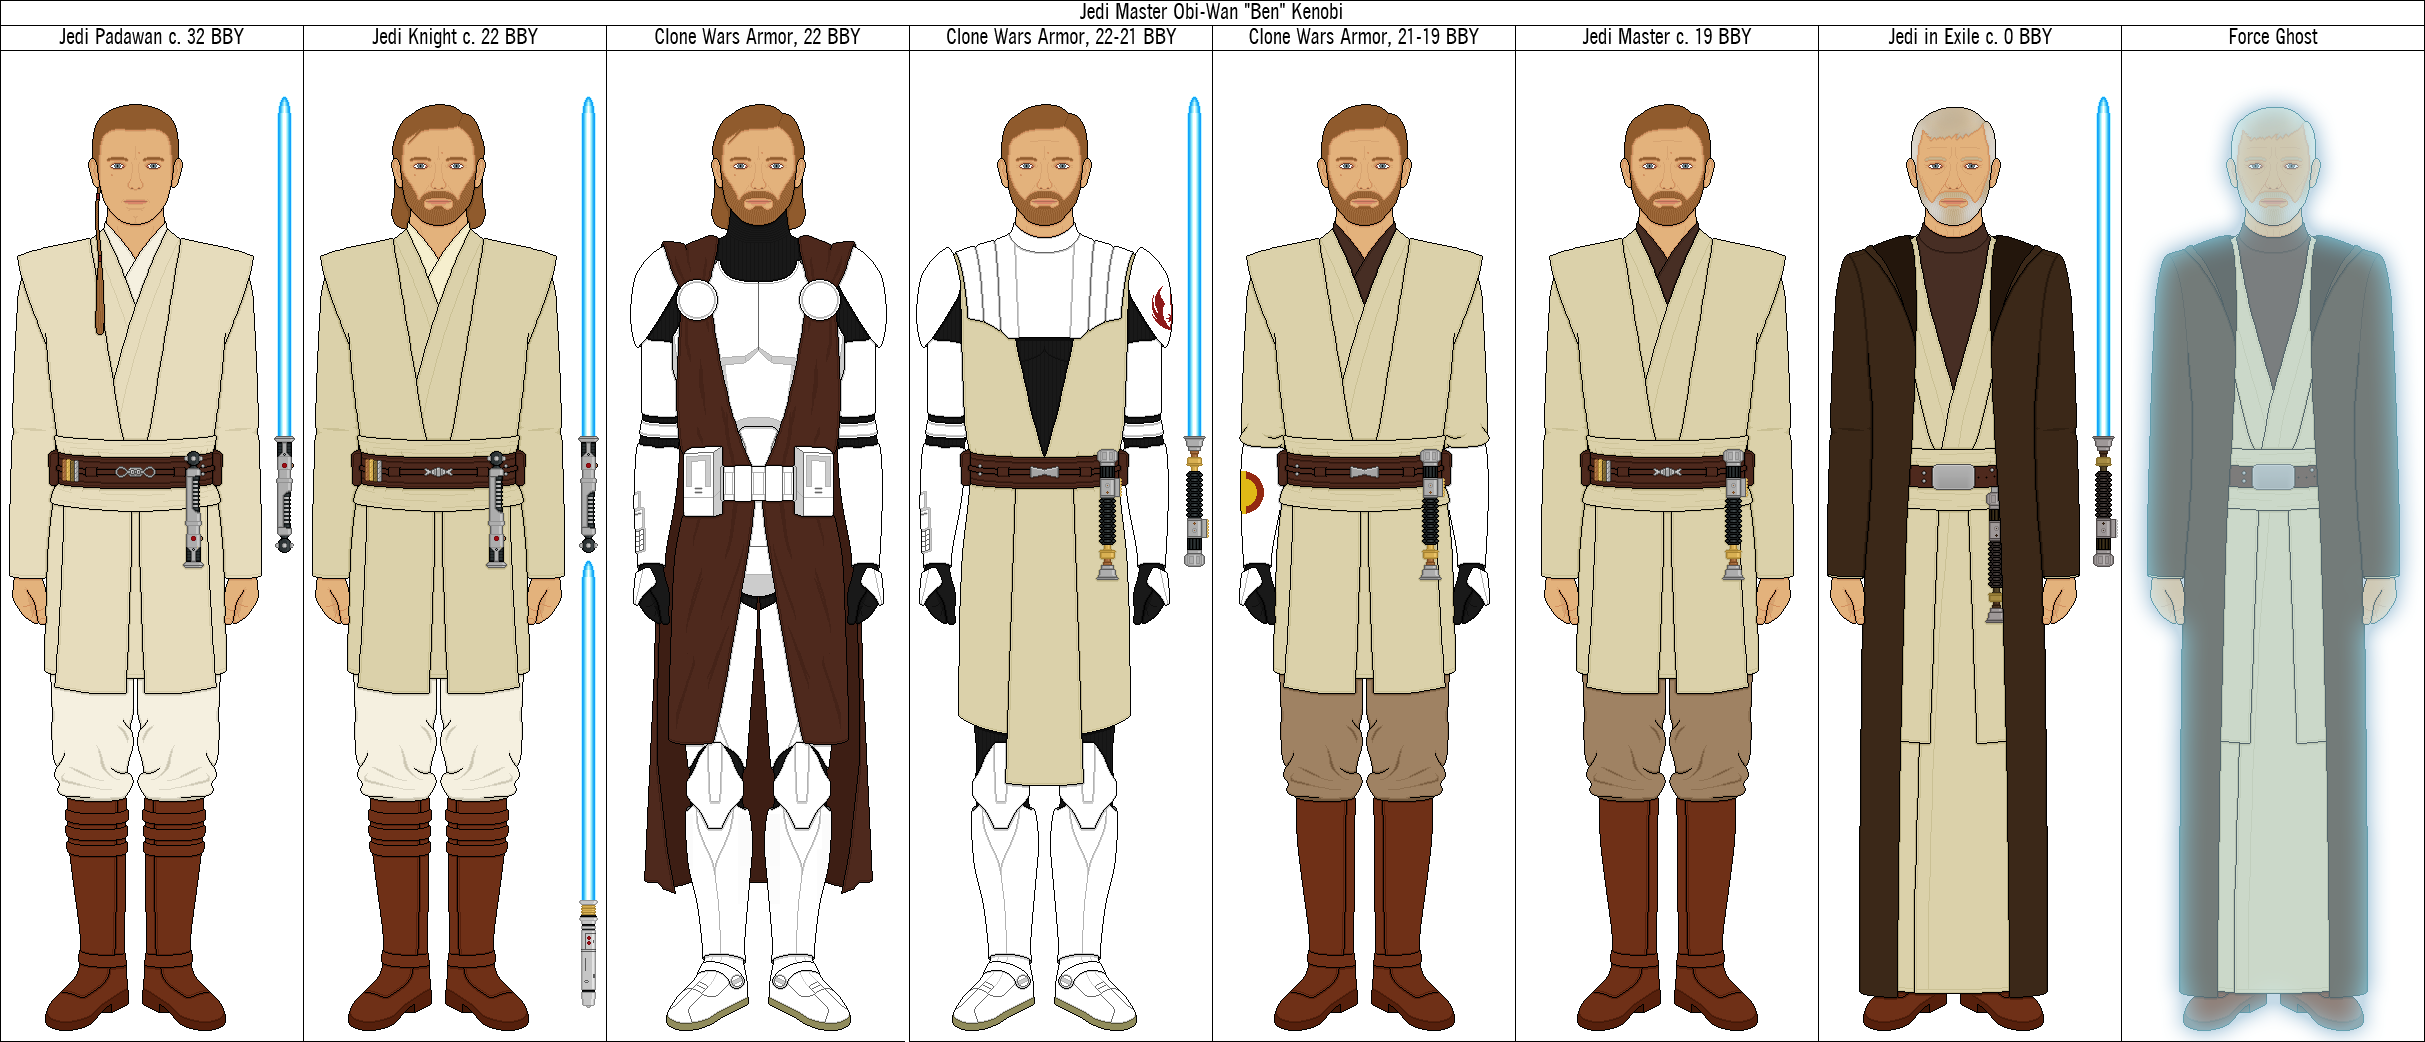 Jedi Master Obi-Wan "Ben" Kenobi
Jedi Padawan c. 32 BBY
Jedi Knight c. 22 BBY
Clone Wars Armor, 22 BBY
Clone Wars Armor, 22-21 BBY
Clone Wars Armor, 21-19 BBY
Jedi Master c. 19 BBY
Jedi in Exile c. 0 BBY
Force Ghost